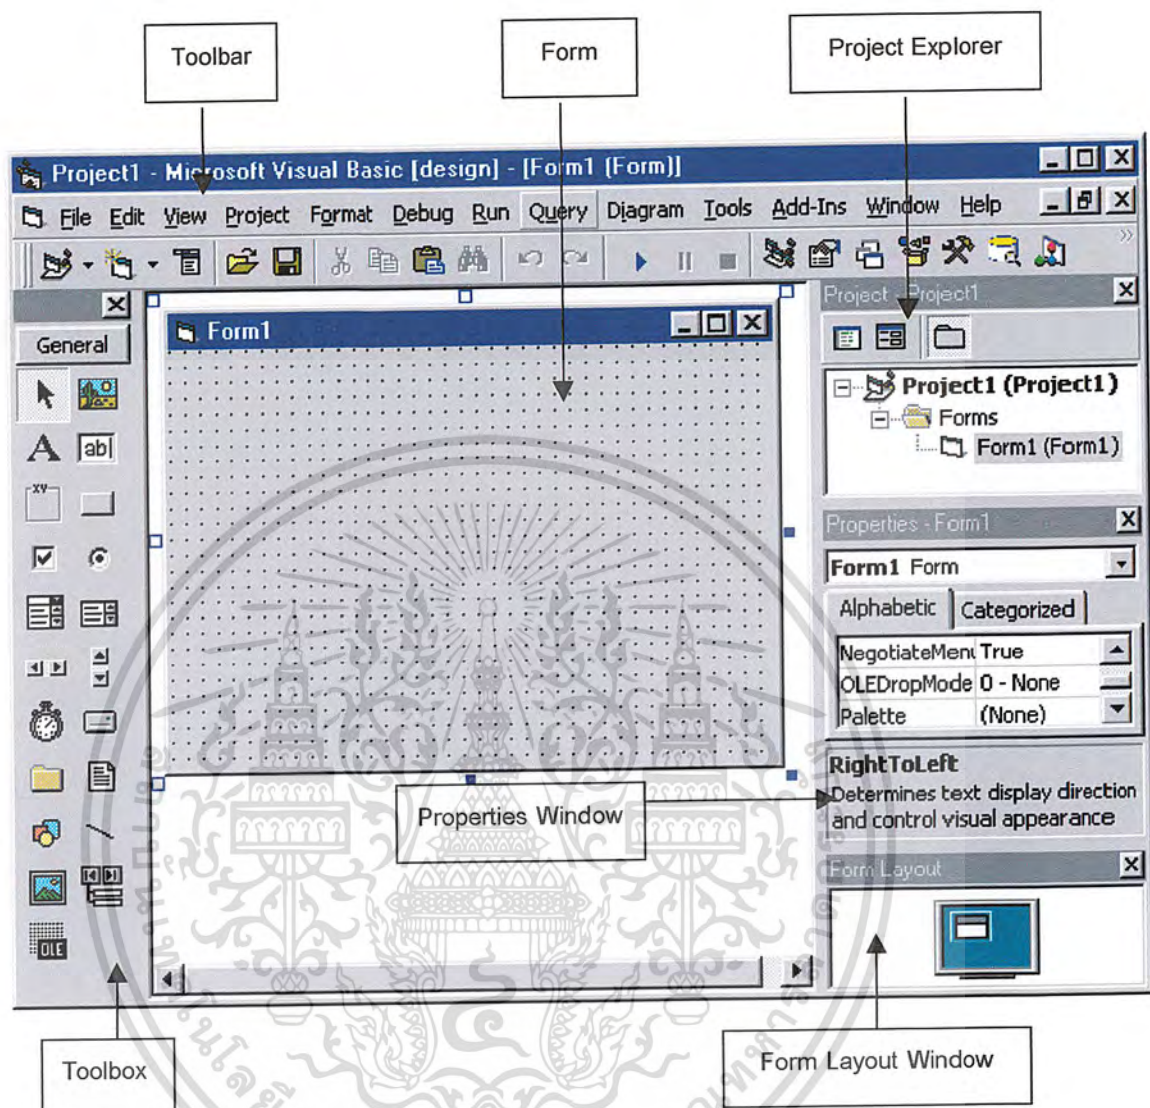 Toolbar
Form
Project Explorer
Project1 - Microsoft Visual Basic [design] - [Form1 (Form)]
File Edit View Project Format Debug Run Query Diagram Tools Add-Ins Window Help
Project - Project1
General
Form1
Project1 (Project1)
Forms
Form1 (Form1)
A ab|
XY
Properties - Form1
Form1 Form
Alphabetic Categorized
NegotiateMenu True
OLEDropMode 0 - None
Palette (None)
RightToLeft
Determines text display direction
and control visual appearance
Properties Window
Form Layout
OLE
Toolbox
Form Layout Window